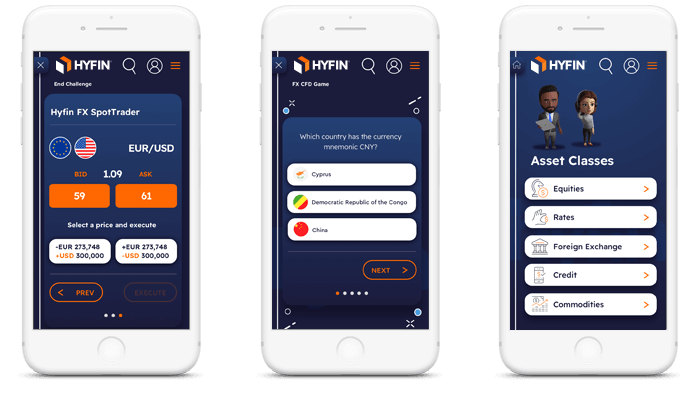 HYFIN
End Challenge
Hyfin FX SpotTrader
EUR/USD
BID 1.09 ASK
59 61
Select a price and execute
-EUR 273,748 +EUR 273,748
+USD 300,000 -USD 300,000
< PREV EXECUTE
HYFIN
FX CFD Game
Which country has the currency
mnemonic CNY?
Cyprus
Democratic Republic of the Congo
China
NEXT >
HYFIN
Asset Classes
Equities >
Rates >
Foreign Exchange >
Credit >
Commodities >